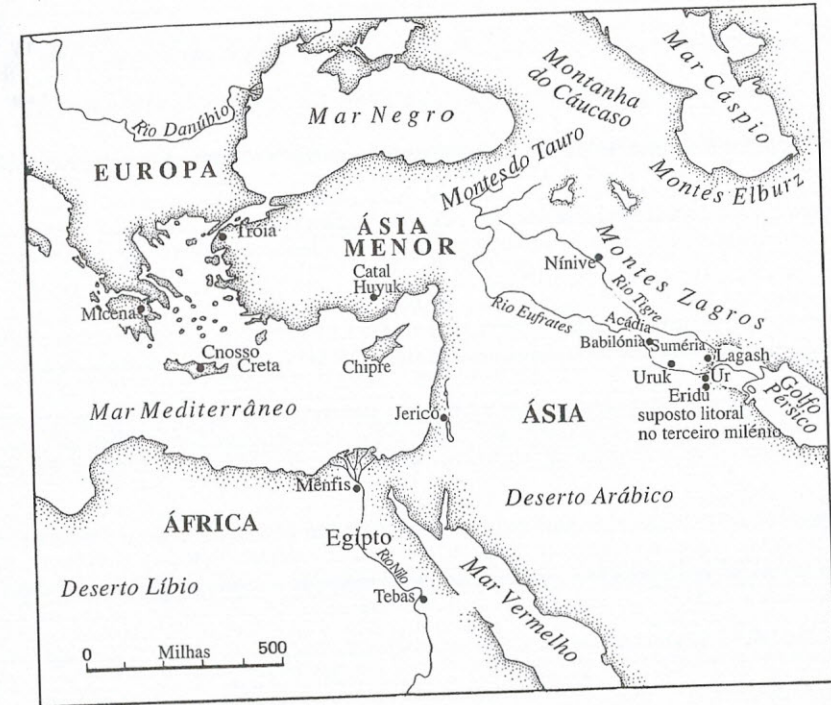 Mar Cáspio
Montanha
do Cáucaso
Mar Negro
Rio Danúbio
EUROPA
Montes do Tauro
Montes Elburz
Tróia
ÁSIA
MENOR
Catal
Huyuk
Nínive
Montes Zagros
Rio Tigre
Micenas
Rio Eufrates
Acádia
Babilónia
Suméria
Lagash
Cnosso
Creta
Chipre
Uruk
Ur
Eridu
Golfo
Pérsico
suposto litoral
no terceiro milénio
Mar Mediterrâneo
Jericó
ÁSIA
Mênfis
Deserto Arábico
ÁFRICA
Egipto
Rio Nilo
Deserto Líbio
Tebas
Mar Vermelho
0 Milhas 500